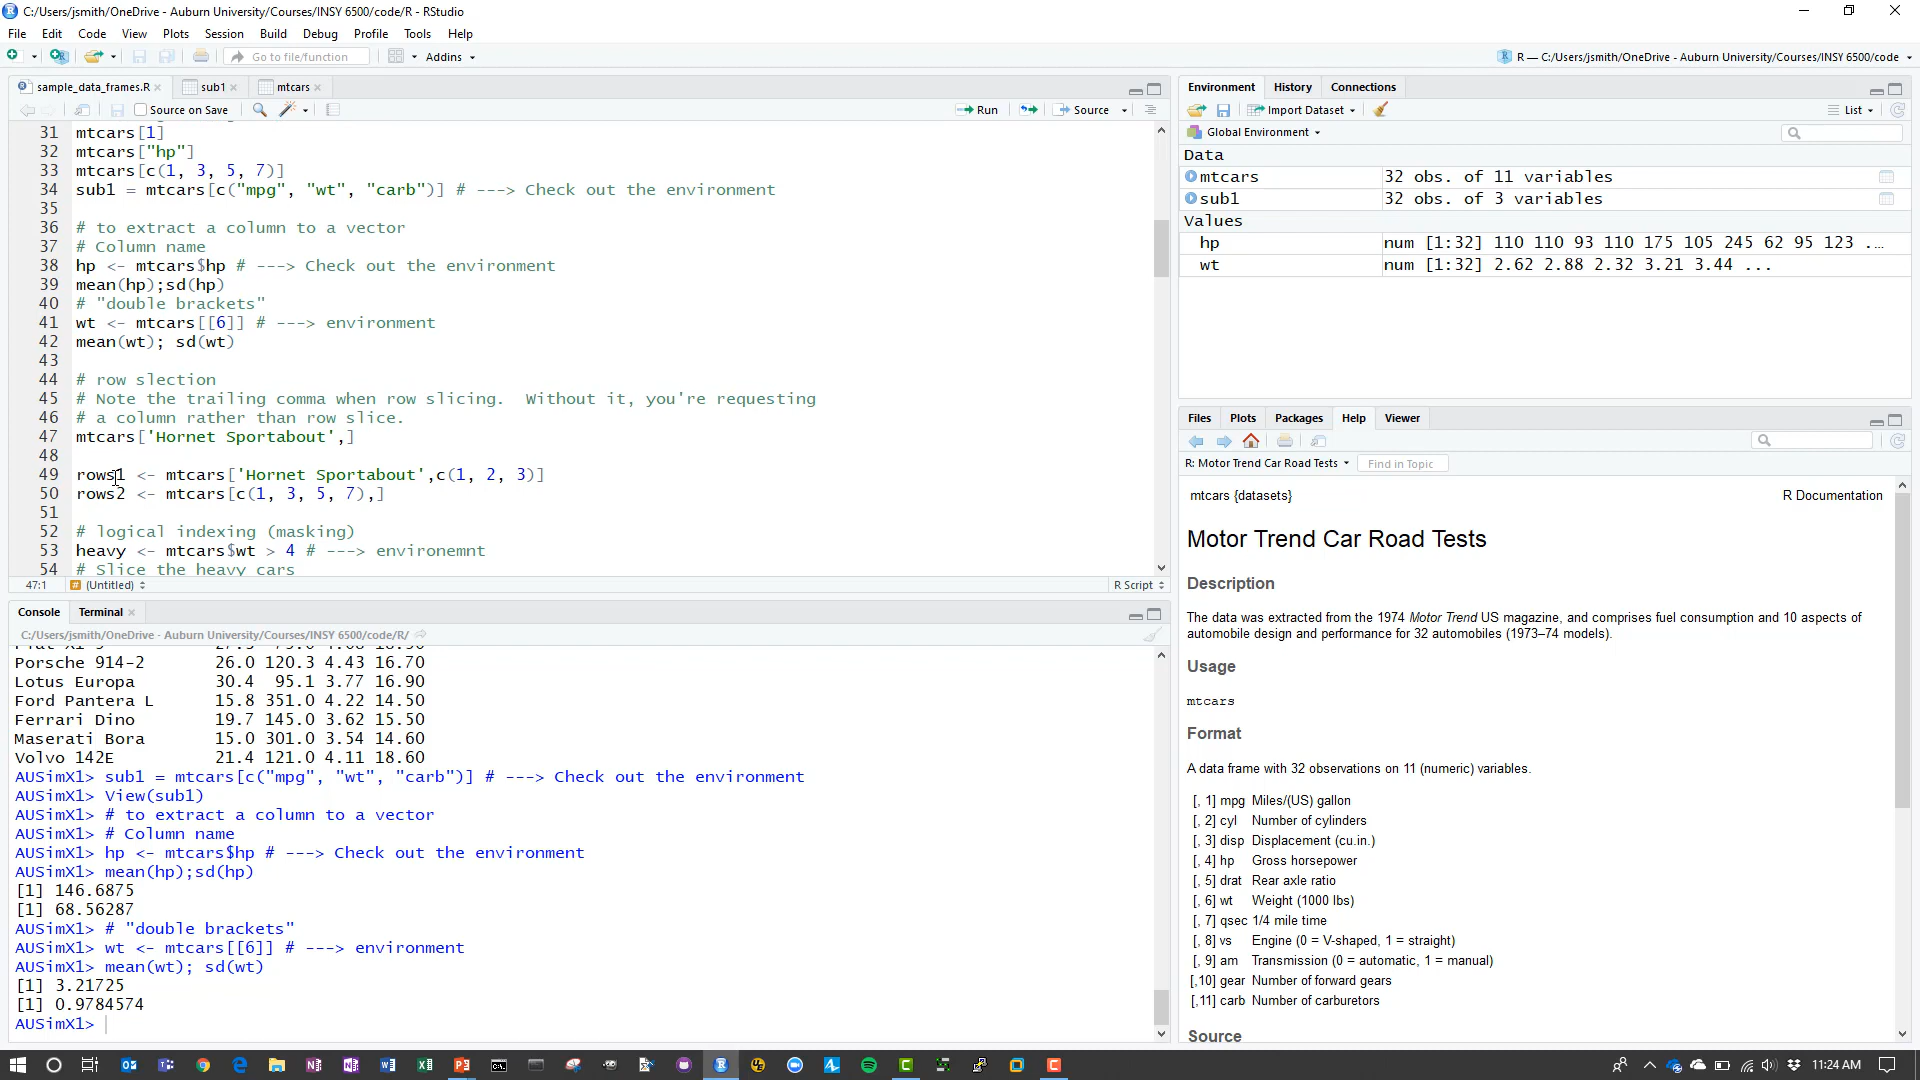 C:/Users/jsmith/OneDrive - Auburn University/Courses/INSY 6500/code/R - RStudio
File Edit Code View Plots Session Build Debug Profile Tools Help
Go to file/function Addins
R — C:/Users/jsmith/OneDrive - Auburn University/Courses/INSY 6500/code
sample_data_frames.R sub1 mtcars
Source on Save Run Source
31 mtcars[1]
32 mtcars["hp"]
33 mtcars[c(1, 3, 5, 7)]
34 sub1 = mtcars[c("mpg", "wt", "carb")] # ---> Check out the environment
35
36 # to extract a column to a vector
37 # Column name
38 hp <- mtcars$hp # ---> Check out the environment
39 mean(hp);sd(hp)
40 # "double brackets"
41 wt <- mtcars[[6]] # ---> environment
42 mean(wt); sd(wt)
43
44 # row slection
45 # Note the trailing comma when row slicing.  Without it, you're requesting
46 # a column rather than row slice.
47 mtcars['Hornet Sportabout',]
48
49 rows1 <- mtcars['Hornet Sportabout',c(1, 2, 3)]
50 rows2 <- mtcars[c(1, 3, 5, 7),]
51
52 # logical indexing (masking)
53 heavy <- mtcars$wt > 4 # ---> environemnt
54 # Slice the heavy cars
47:1 # (Untitled) R Script
Console Terminal
C:/Users/jsmith/OneDrive - Auburn University/Courses/INSY 6500/code/R/
Porsche 914-2 26.0 120.3 4.43 16.70
Lotus Europa 30.4 95.1 3.77 16.90
Ford Pantera L 15.8 351.0 4.22 14.50
Ferrari Dino 19.7 145.0 3.62 15.50
Maserati Bora 15.0 301.0 3.54 14.60
Volvo 142E 21.4 121.0 4.11 18.60
AUSimX1> sub1 = mtcars[c("mpg", "wt", "carb")] # ---> Check out the environment
AUSimX1> View(sub1)
AUSimX1> # to extract a column to a vector
AUSimX1> # Column name
AUSimX1> hp <- mtcars$hp # ---> Check out the environment
AUSimX1> mean(hp);sd(hp)
[1] 146.6875
[1] 68.56287
AUSimX1> # "double brackets"
AUSimX1> wt <- mtcars[[6]] # ---> environment
AUSimX1> mean(wt); sd(wt)
[1] 3.21725
[1] 0.9784574
AUSimX1>
Environment History Connections
Import Dataset List
Global Environment
Data
mtcars 32 obs. of 11 variables
sub1 32 obs. of 3 variables
Values
hp num [1:32] 110 110 93 110 175 105 245 62 95 123 ...
wt num [1:32] 2.62 2.88 2.32 3.21 3.44 ...
Files Plots Packages Help Viewer
R: Motor Trend Car Road Tests Find in Topic
mtcars {datasets} R Documentation
Motor Trend Car Road Tests
Description
The data was extracted from the 1974 Motor Trend US magazine, and comprises fuel consumption and 10 aspects of
automobile design and performance for 32 automobiles (1973–74 models).
Usage
mtcars
Format
A data frame with 32 observations on 11 (numeric) variables.
[, 1] mpg Miles/(US) gallon
[, 2] cyl Number of cylinders
[, 3] disp Displacement (cu.in.)
[, 4] hp Gross horsepower
[, 5] drat Rear axle ratio
[, 6] wt Weight (1000 lbs)
[, 7] qsec 1/4 mile time
[, 8] vs Engine (0 = V-shaped, 1 = straight)
[, 9] am Transmission (0 = automatic, 1 = manual)
[,10] gear Number of forward gears
[,11] carb Number of carburetors
Source
11:24 AM